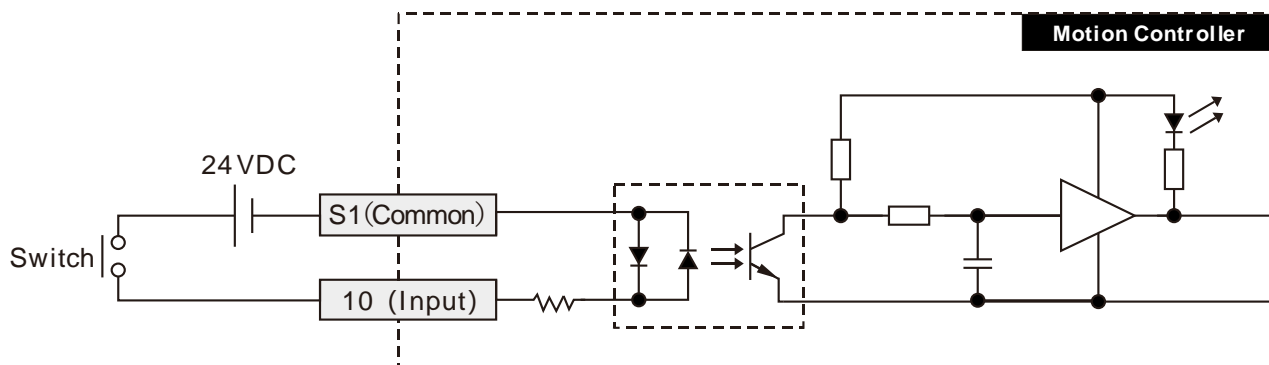 Motion Controller
24VDC
S1(Common)
Switch
10 (Input)